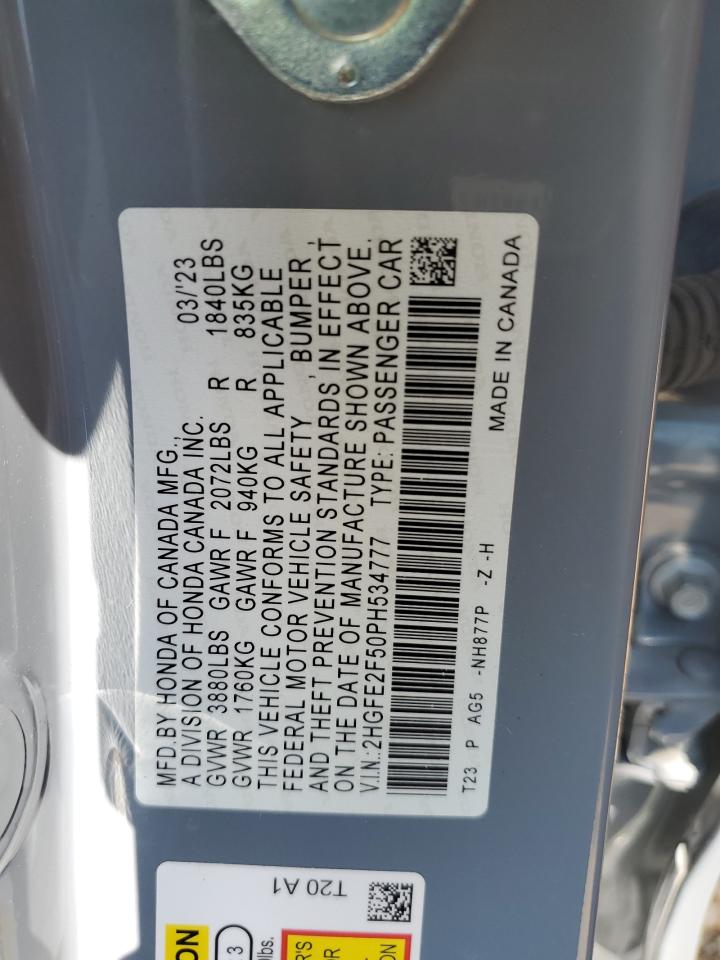 MFD.BY HONDA OF CANADA MFG., 03/'23
A DIVISION OF HONDA CANADA INC.
GVWR 3880LBS GAWR F 2072LBS R 1840LBS
GVWR 1760KG GAWR F 940KG R 835KG
THIS VEHICLE CONFORMS TO ALL APPLICABLE
FEDERAL MOTOR VEHICLE SAFETY , BUMPER ,
AND THEFT PREVENTION STANDARDS IN EFFECT
ON THE DATE OF MANUFACTURE SHOWN ABOVE.
V.I.N.:2HGFE2F50PH534777 TYPE:PASSENGER CAR
T23 P AG5 -NH877P -Z -H
MADE IN CANADA
T20 A1
3
lbs.